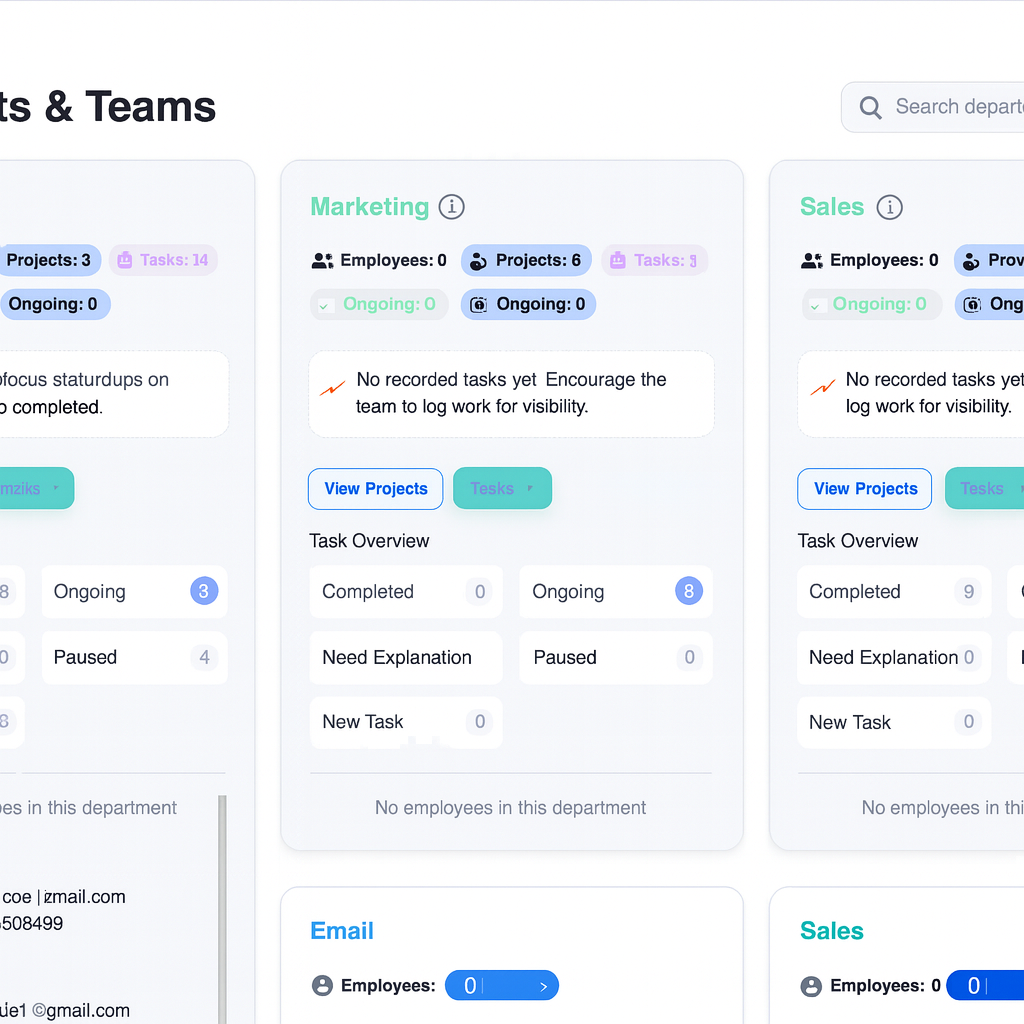 ts & Teams
Search departe
Projects: 3
Tasks: 14
Ongoing: 0
focus staturdups on
o completed.
mziks
8
Ongoing 3
0
Paused 4
8
es in this department
coe | zmail.com
508499
ue1 ©gmail.com
Marketing
Employees: 0
Projects: 6
Tasks:
Ongoing: 0
Ongoing: 0
No recorded tasks yet Encourage the
team to log work for visibility.
View Projects
Tesks
Task Overview
Completed 0
Ongoing 8
Need Explanation
Paused 0
New Task 0
No employees in this department
Sales
Employees: 0
Prov
Ongoing: 0
Ong
No recorded tasks yet
log work for visibility.
View Projects
Tesks
Task Overview
Completed 9
Need Explanation 0
New Task 0
No employees in thi
Email
Employees: 0 >
Sales
Employees: 0 0